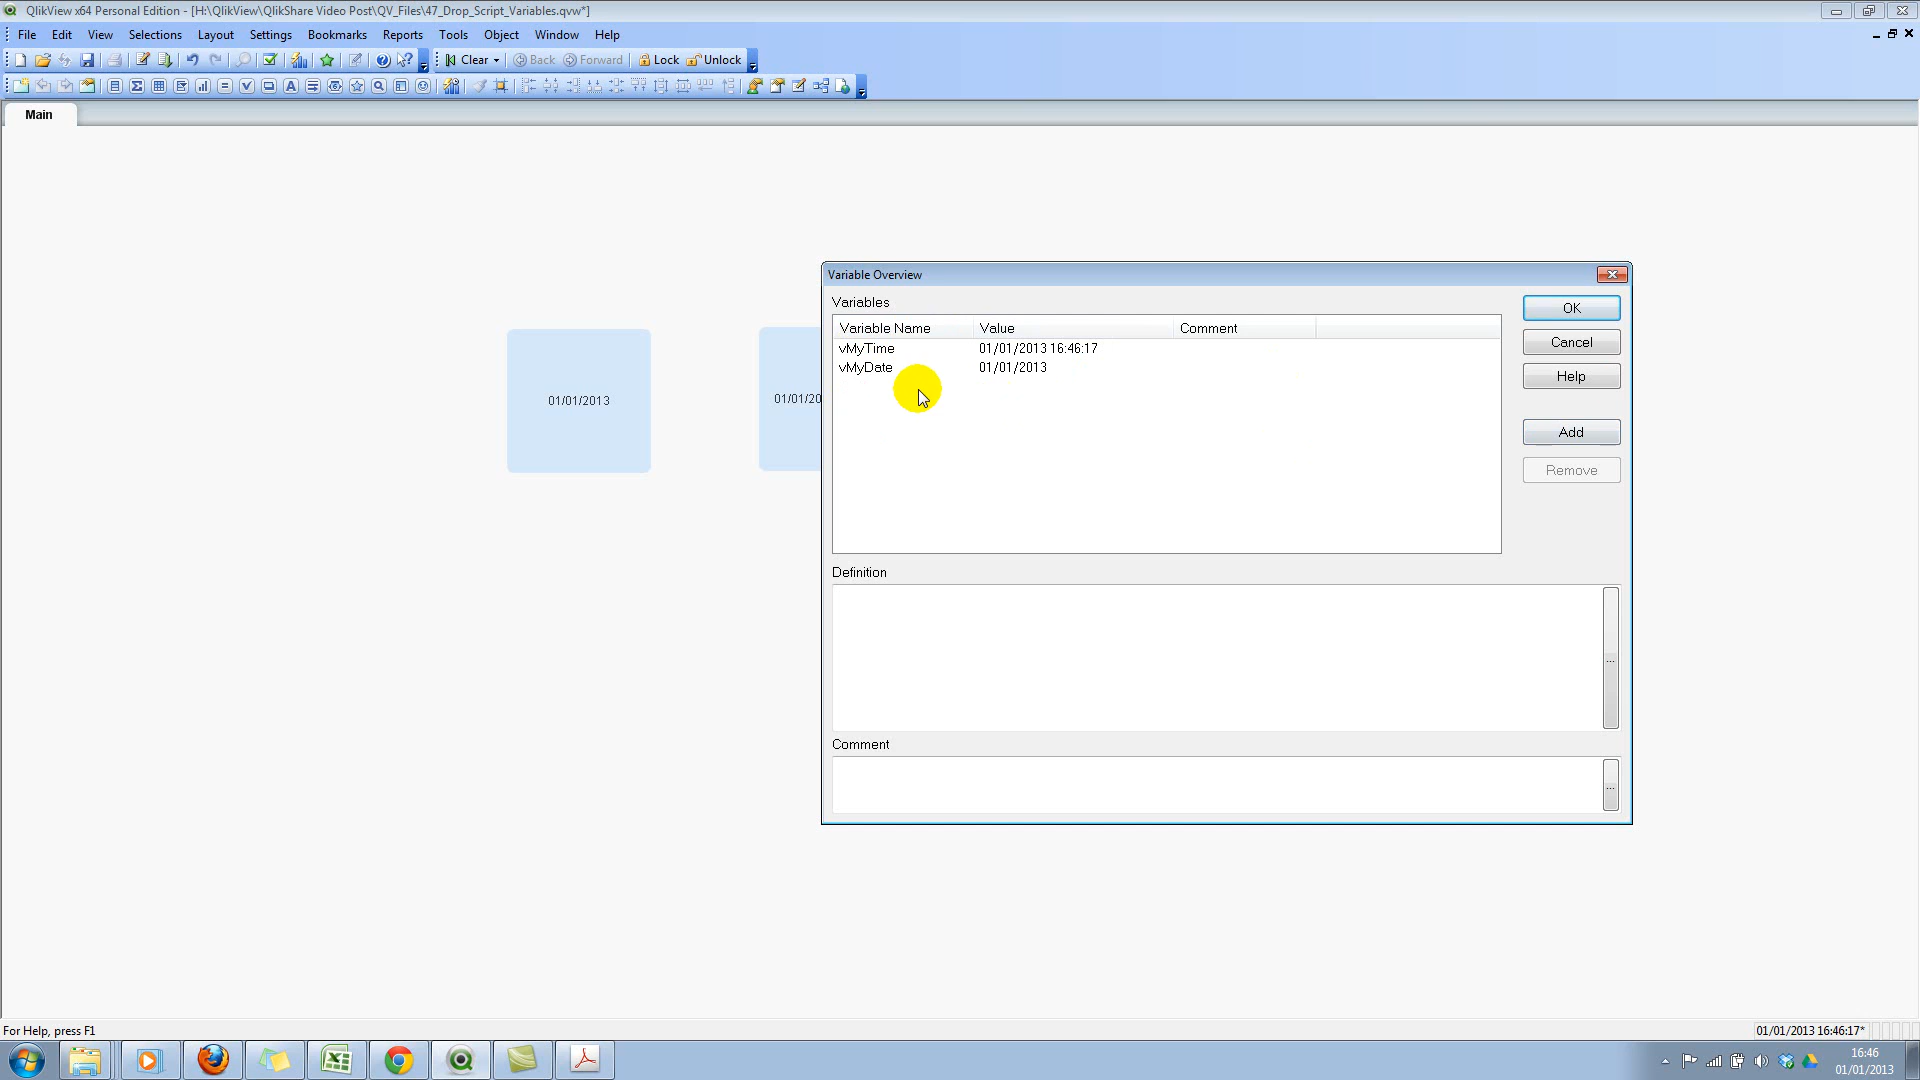 QlikView x64 Personal Edition - [H:\QlikView\QlikShare Video Post\QV_Files\47_Drop_Script_Variables.qvw*]
File Edit View Selections Layout Settings Bookmarks Reports Tools Object Window Help
Clear Back Forward Lock Unlock
Main
Variable Overview
Variables
OK
Variable Name Value Comment
Cancel
vMyTime 01/01/2013 16:46:17
vMyDate 01/01/2013
Help
01/01/2013
01/01/20
Add
Remove
Definition
...
Comment
...
For Help, press F1
01/01/2013 16:46:17*
16:46
01/01/2013